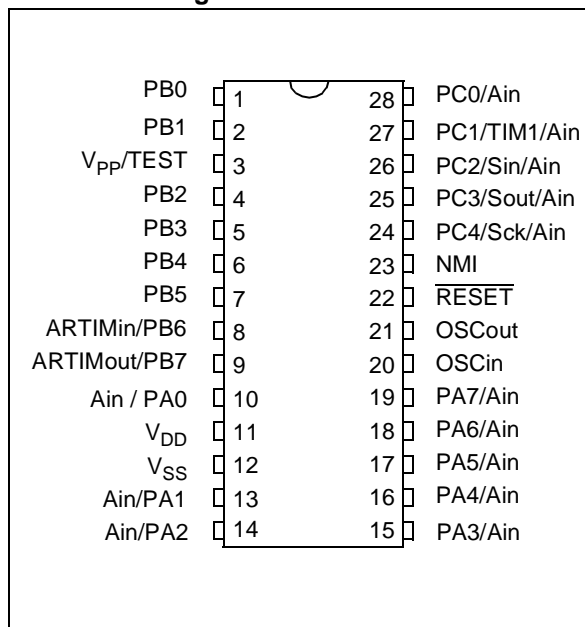 PB0 1 28 PC0/Ain
PB1 2 27 PC1/TIM1/Ain
VPP/TEST 3 26 PC2/Sin/Ain
PB2 4 25 PC3/Sout/Ain
PB3 5 24 PC4/Sck/Ain
PB4 6 23 NMI
PB5 7 22 RESET
ARTIMin/PB6 8 21 OSCout
ARTIMout/PB7 9 20 OSCin
Ain / PA0 10 19 PA7/Ain
VDD 11 18 PA6/Ain
VSS 12 17 PA5/Ain
Ain/PA1 13 16 PA4/Ain
Ain/PA2 14 15 PA3/Ain